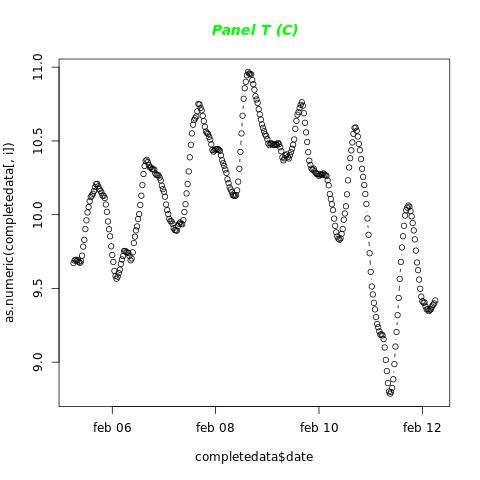 Panel T (C)
as.numeric(completedata[, i])
11.0
10.5
10.0
9.5
9.0
feb 06
feb 08
feb 10
feb 12
completedata$date